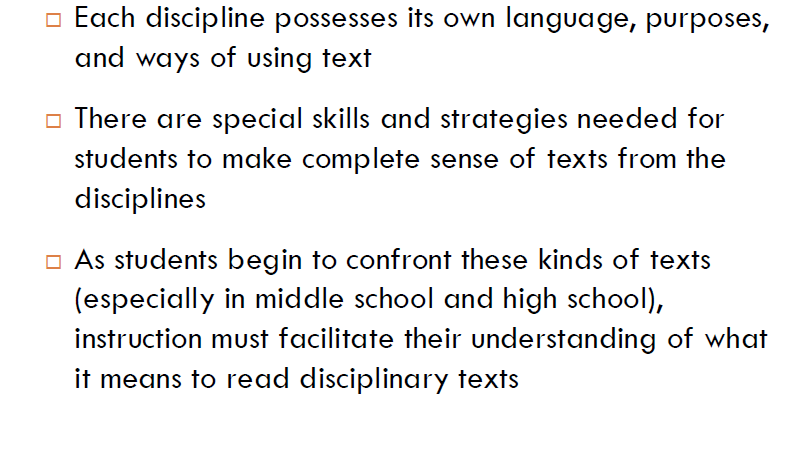 Each discipline possesses its own language, purposes,
and ways of using text
There are special skills and strategies needed for
students to make complete sense of texts from the
disciplines
As students begin to confront these kinds of texts
(especially in middle school and high school),
instruction must facilitate their understanding of what
it means to read disciplinary texts